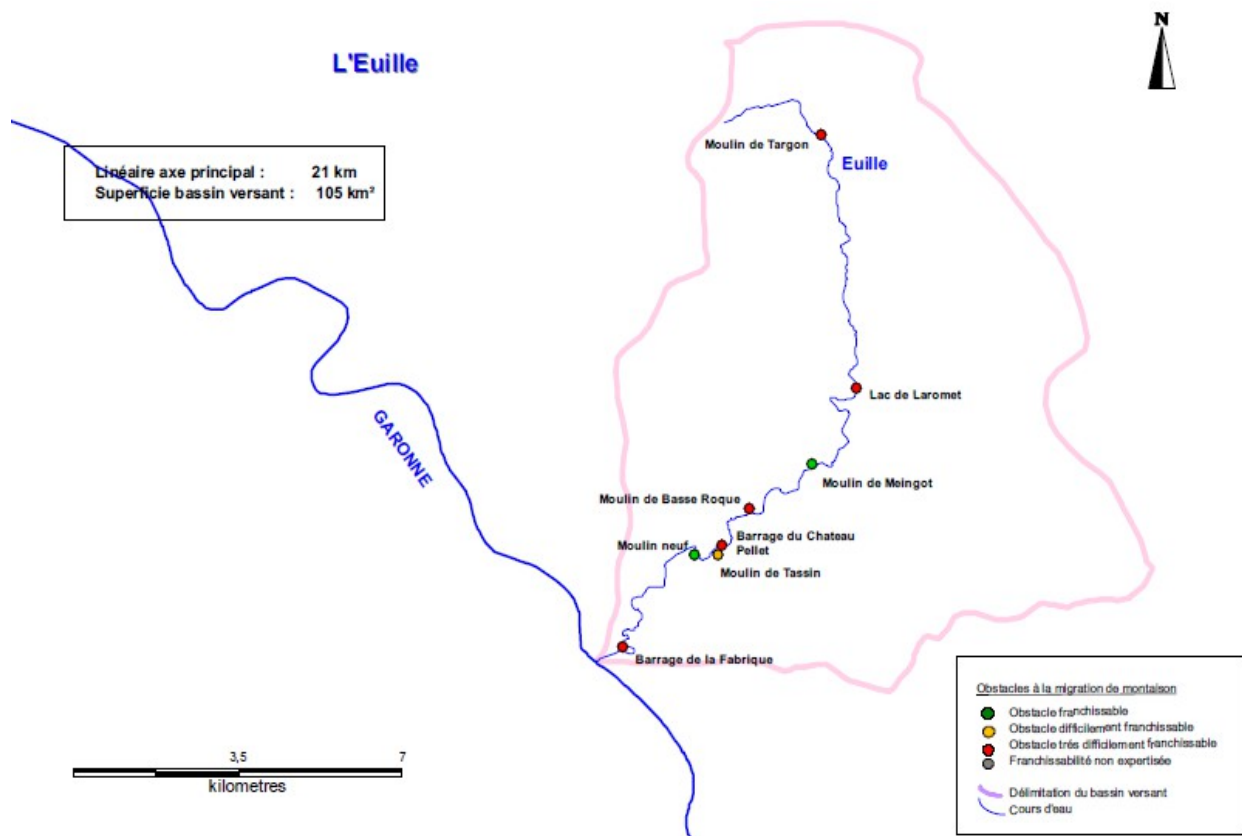 L'Euille
N
Linéaire axe principal : 21 km
Superficie bassin versant : 105 km²
Moulin de Targon
Euille
GARONNE
Lac de Laromet
Moulin de Meingot
Moulin de Basse Roque
Barrage du Chateau
Pellet
Moulin neuf
Moulin de Tassin
Barrage de la Fabrique
3,5 7
kilometres
Obstacles à la migration de montaison
Obstacle franchissable
Obstacle difficilement franchissable
Obstacle trés difficilement franchissable
Franchissabilité non expertisée
Délimitation du bassin versant
Cours d'eau